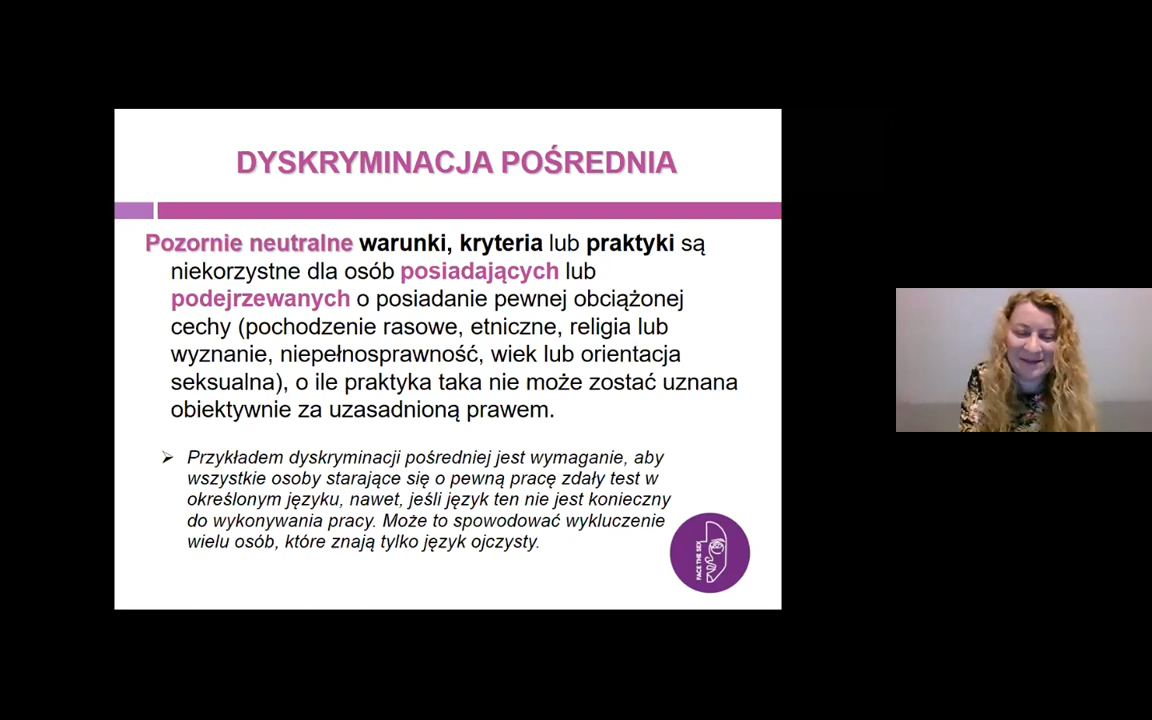 DYSKRYMINACJA POŚREDNIA
Pozornie neutralne warunki, kryteria lub praktyki są
niekorzystne dla osób posiadających lub
podejrzewanych o posiadanie pewnej obciążonej
cechy (pochodzenie rasowe, etniczne, religia lub
wyznanie, niepełnosprawność, wiek lub orientacja
seksualna), o ile praktyka taka nie może zostać uznana
obiektywnie za uzasadnioną prawem.
➢ Przykładem dyskryminacji pośredniej jest wymaganie, aby
wszystkie osoby starające się o pewną pracę zdały test w
określonym języku, nawet, jeśli język ten nie jest konieczny
do wykonywania pracy. Może to spowodować wykluczenie
wielu osób, które znają tylko język ojczysty.
FACE THE SEX